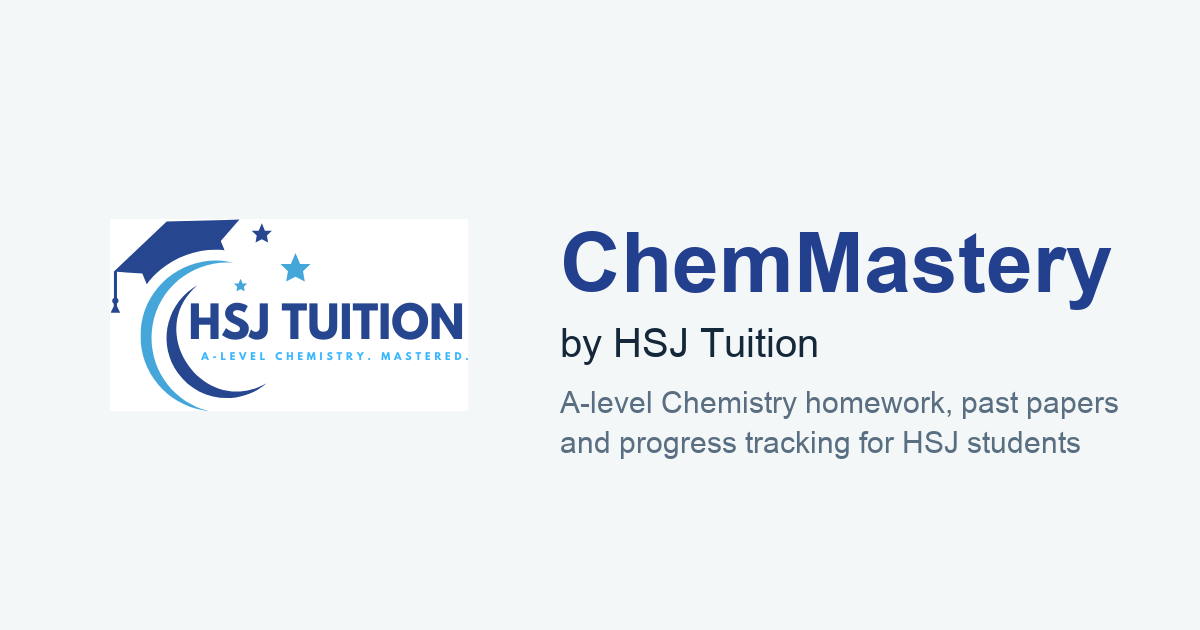 HSJ TUITION
A-LEVEL CHEMISTRY. MASTERED.
ChemMastery
by HSJ Tuition
A-level Chemistry homework, past papers
and progress tracking for HSJ students